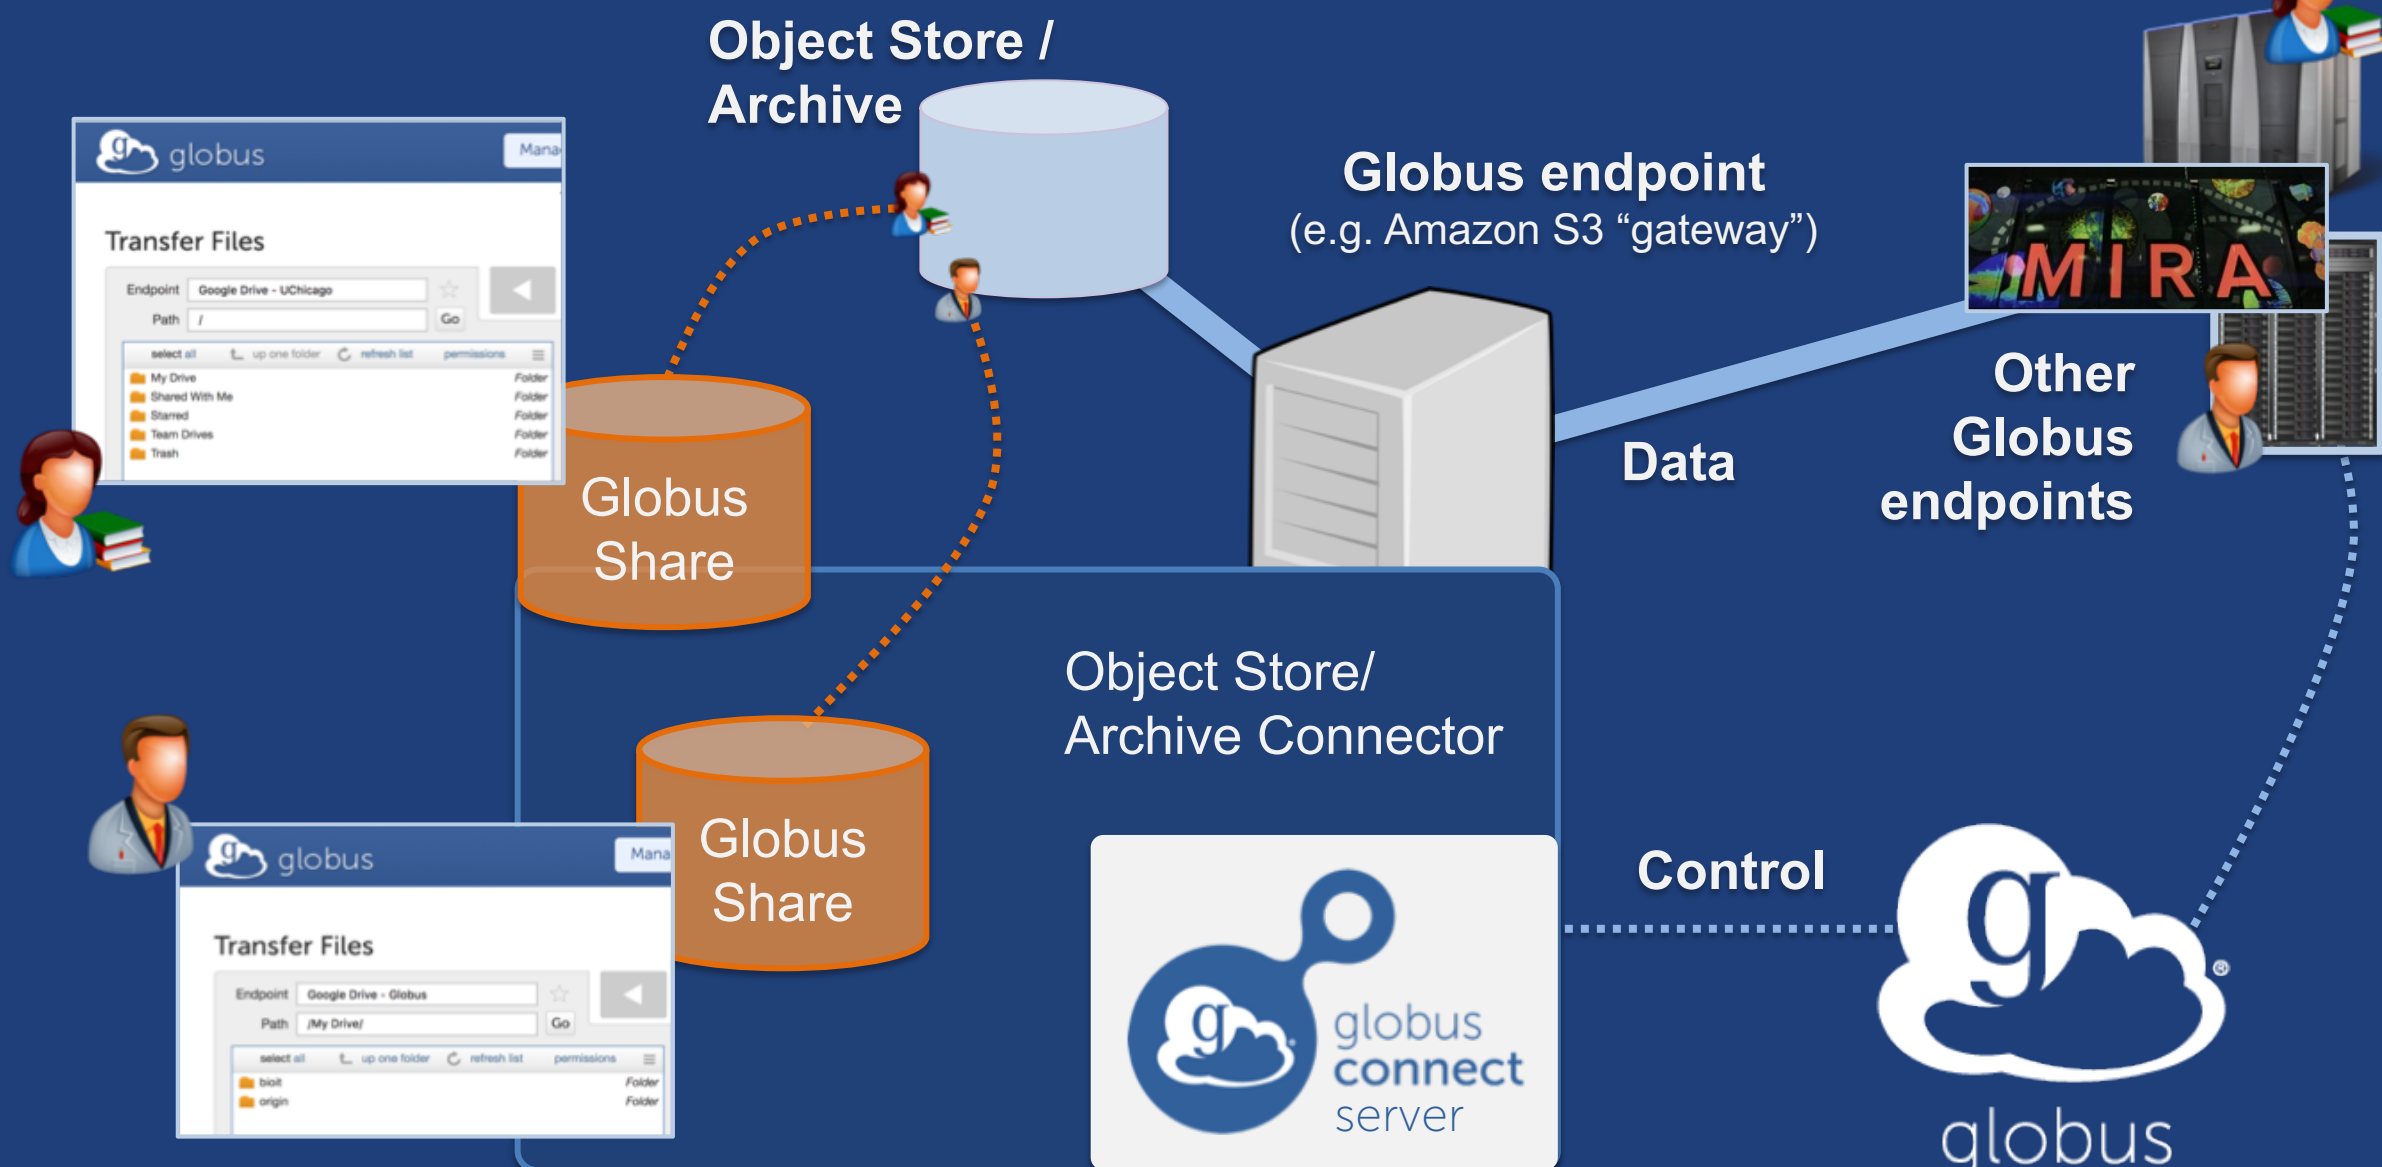 Object Store /
Archive
Globus endpoint
(e.g. Amazon S3 “gateway”)
MIRA
Other
Globus
endpoints
Data
globus
Mana
Transfer Files
Endpoint Google Drive - UChicago
Path / Go
select all up one folder refresh list permissions
My Drive Folder
Shared With Me Folder
Starred Folder
Team Drives Folder
Trash Folder
Globus
Share
Object Store/
Archive Connector
Globus
Share
globus
Mana
Transfer Files
Endpoint Google Drive - Globus
Path /My Drive/ Go
select all up one folder refresh list permissions
bioit Folder
origin Folder
g
globus
connect
server
Control
g
®
globus